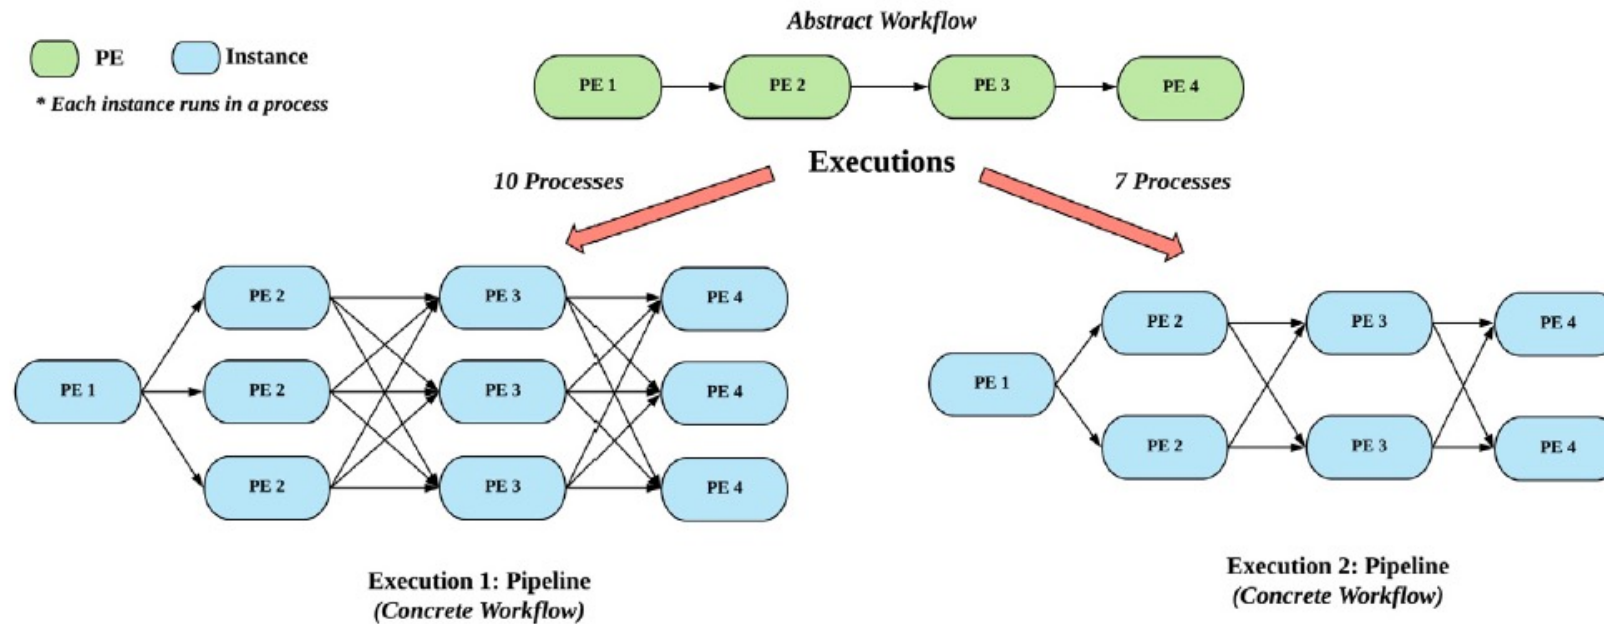 Abstract Workflow
PE
Instance
* Each instance runs in a process
PE 1
PE 2
PE 3
PE 4
Executions
10 Processes
7 Processes
PE 2
PE 3
PE 4
PE 1
PE 2
PE 3
PE 4
PE 2
PE 3
PE 4
Execution 1: Pipeline
(Concrete Workflow)
PE 2
PE 3
PE 4
PE 1
PE 2
PE 3
PE 4
Execution 2: Pipeline
(Concrete Workflow)